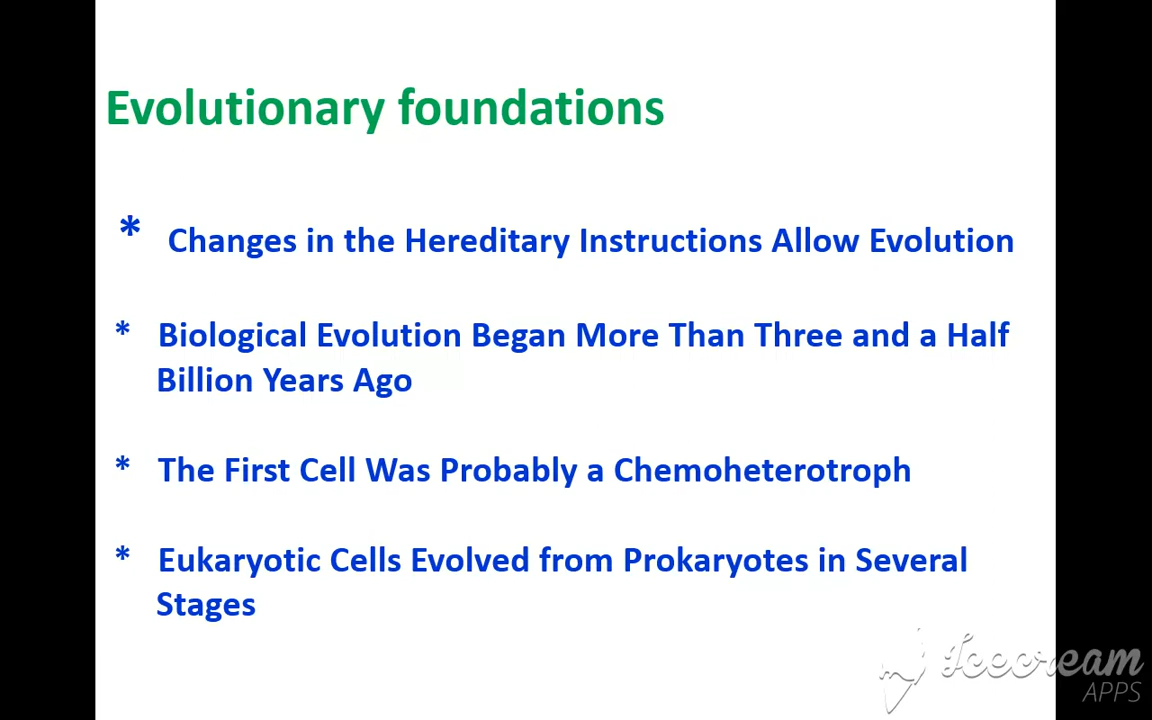 Evolutionary foundations
* Changes in the Hereditary Instructions Allow Evolution
* Biological Evolution Began More Than Three and a Half
Billion Years Ago
* The First Cell Was Probably a Chemoheterotroph
* Eukaryotic Cells Evolved from Prokaryotes in Several
Stages
Icecream
APPS